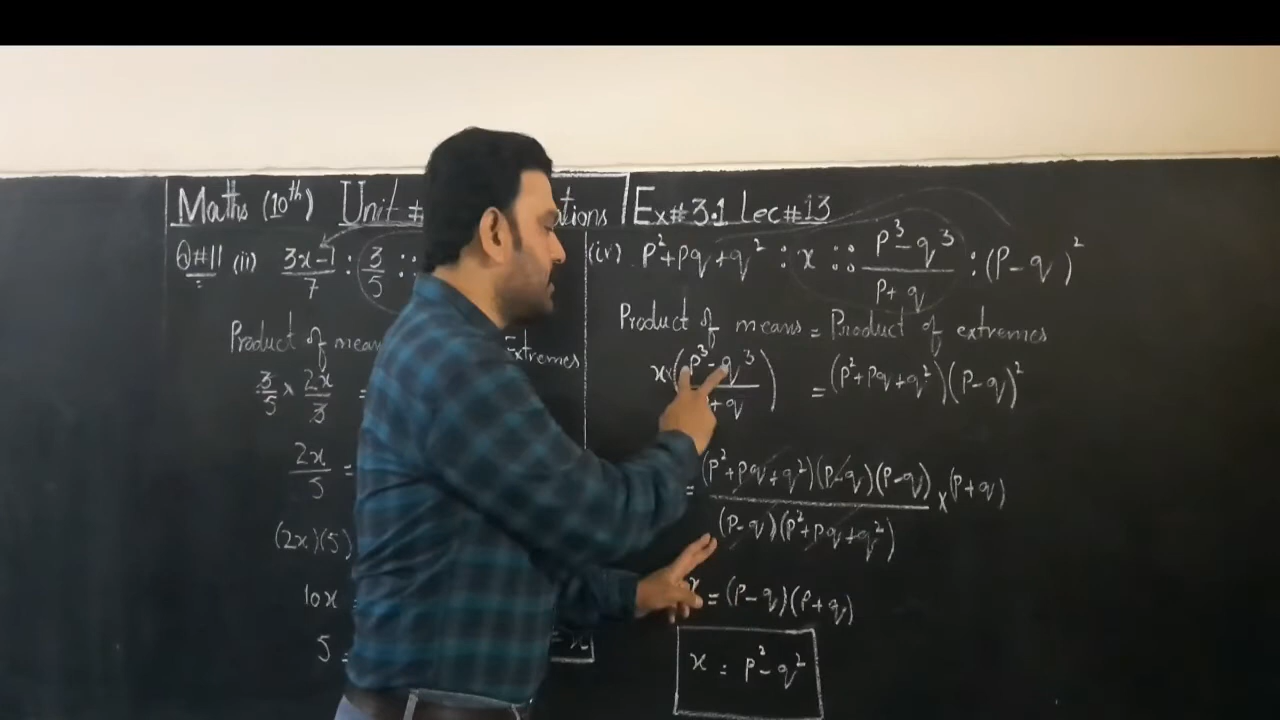 Maths (10th) Unit # ations Ex# 3.1 Lec #13
Q#11 (ii) 3x-1/7 : 3/5 ::
Product of mean Extremes
3/5 × 2x/3 =
2x/5 =
(2x)(5)
10x =
5 =
= x
(iv) P²+Pq+q² : x :: P³-q³/P+q : (P-q)²
Product of means = Product of extremes
x×(P³-q³/+q) = (P²+Pq+q²)(P-q)²
= (P²+Pq+q²)(P-q)(P-q)/(P-q)(P²+Pq+q²) × (P+q)
x = (P-q)(P+q)
x = P²-q²